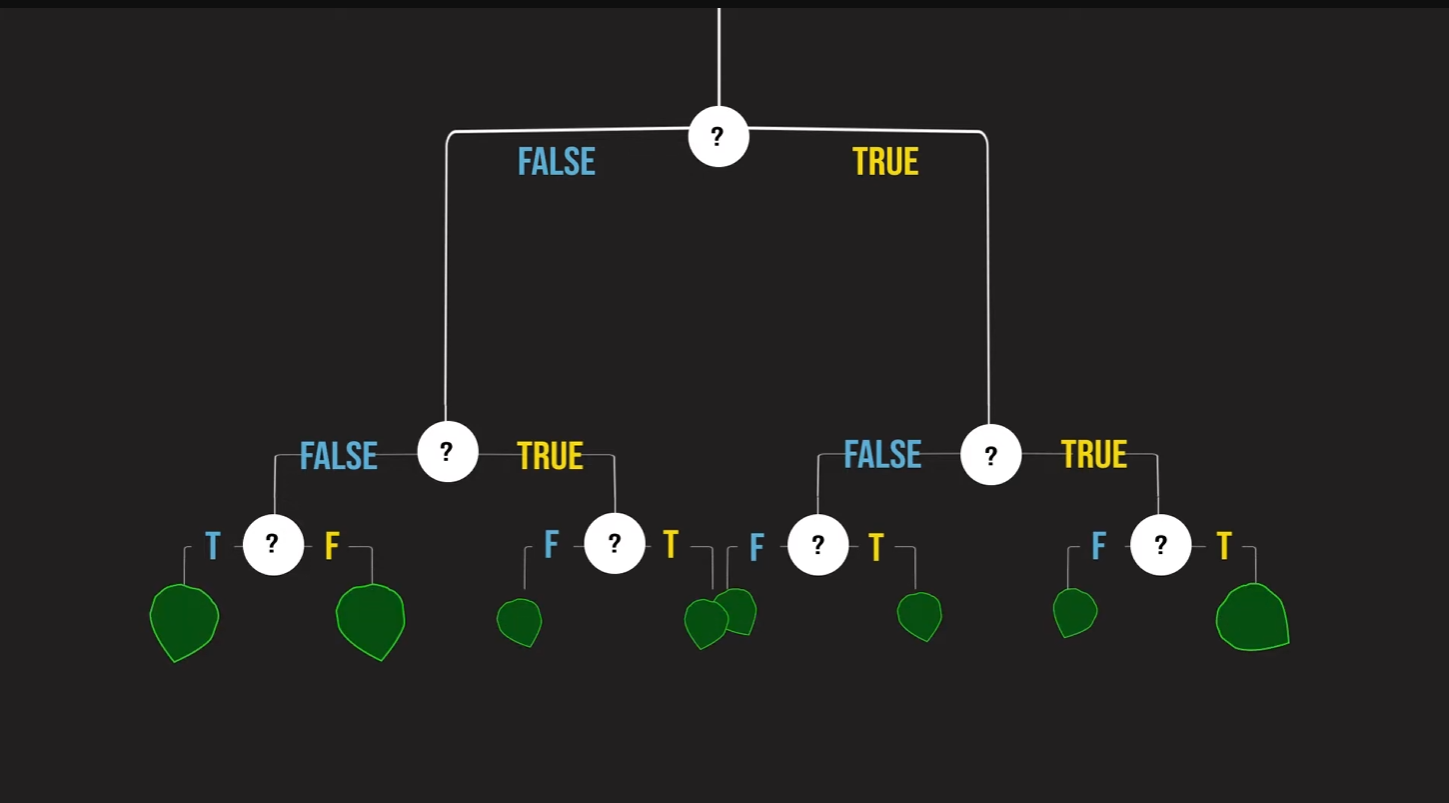 ?
FALSE TRUE
FALSE ? TRUE FALSE ? TRUE
T ? F F ? T F ? T F ? T